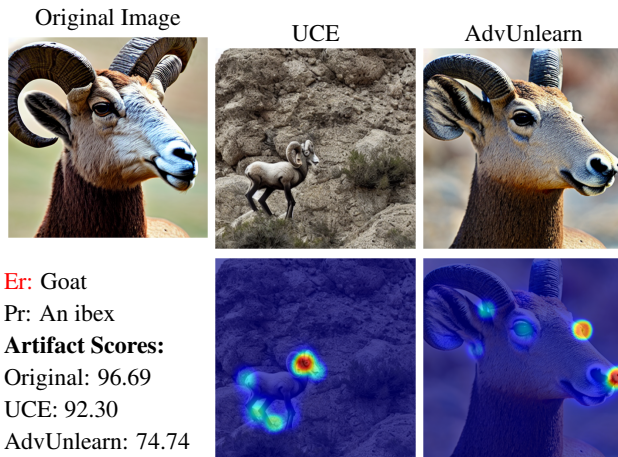 Original Image
UCE
AdvUnlearn
Er: Goat
Pr: An ibex
Artifact Scores:
Original: 96.69
UCE: 92.30
AdvUnlearn: 74.74